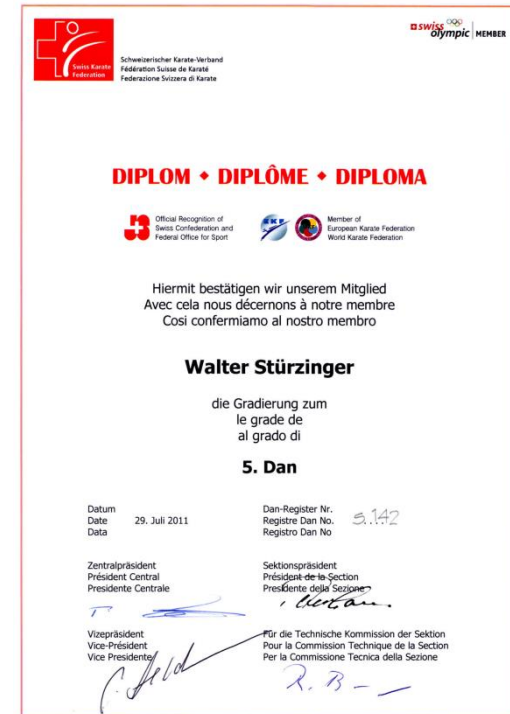 Swiss Karate
Federation
Schweizerischer Karate-Verband
Fédération Suisse de Karaté
Federazione Svizzera di Karate
swiss olympic MEMBER
DIPLOM • DIPLÔME • DIPLOMA
Official Recognition of
Swiss Confederation and
Federal Office for Sport
EKF
Member of
European Karate Federation
World Karate Federation
Hiermit bestätigen wir unserem Mitglied
Avec cela nous décernons à notre membre
Cosi confermiamo al nostro membro
Walter Stürzinger
die Gradierung zum
le grade de
al grado di
5. Dan
Datum
Date 29. Juli 2011
Data
Dan-Register Nr.
Registre Dan No. 5.142
Registro Dan No
Zentralpräsident
Président Central
Presidente Centrale
Sektionspräsident
Président de la Section
Presidente della Sezione
Vizepräsident
Vice-Président
Vice Presidente
Für die Technische Kommission der Sektion
Pour la Commission Technique de la Section
Per la Commissione Tecnica della Sezione
R. B